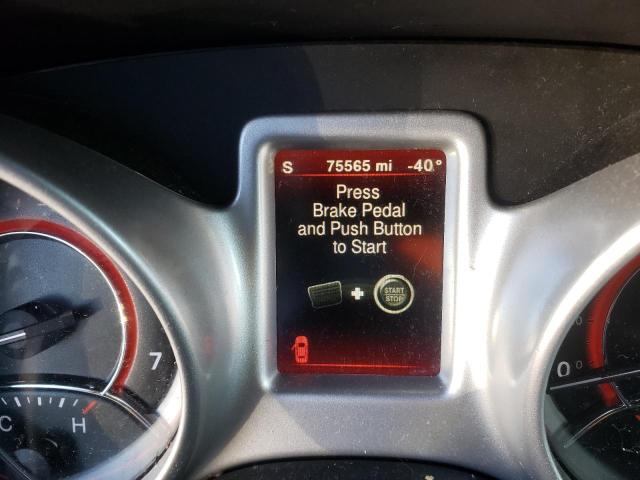 S 75565 mi -40°
Press
Brake Pedal
and Push Button
to Start
START
STOP
7
C H
0